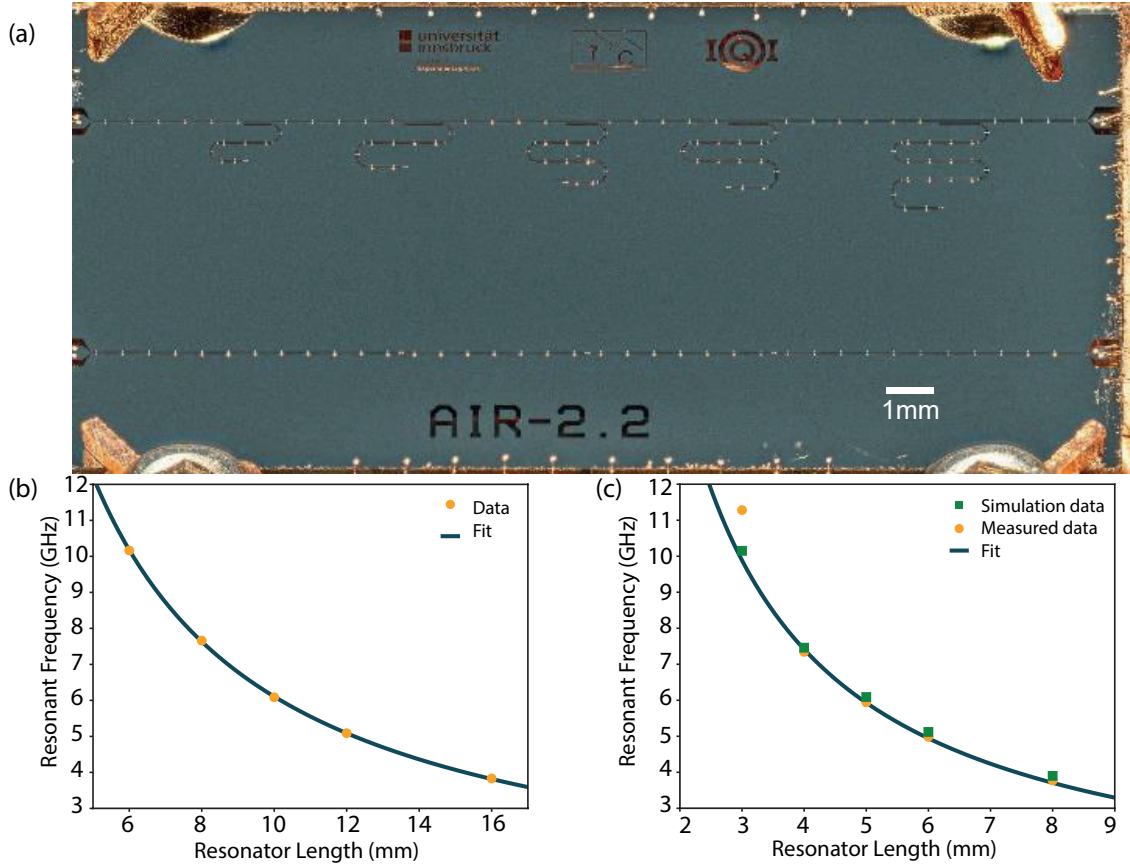 (a)
universität
innsbruck
IQI
1mm
AIR-2.2
(b)
12
11
10
9
8
7
6
5
4
3
Resonant Frequency (GHz)
Data
Fit
6
8
10
12
14
16
Resonator Length (mm)
(c)
12
11
10
9
8
7
6
5
4
3
Resonant Frequency (GHz)
Simulation data
Measured data
Fit
2
3
4
5
6
7
8
9
Resonator Length (mm)